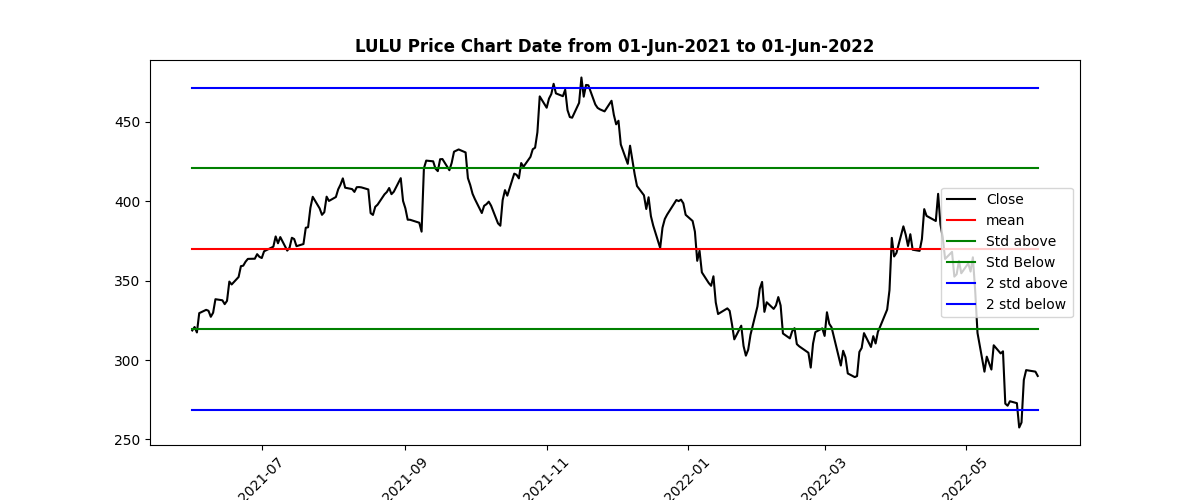 LULU Price Chart Date from 01-Jun-2021 to 01-Jun-2022
450
400
350
300
250
Close
mean
Std above
Std Below
2 std above
2 std below
2021-07
2021-09
2021-11
2022-01
2022-03
2022-05